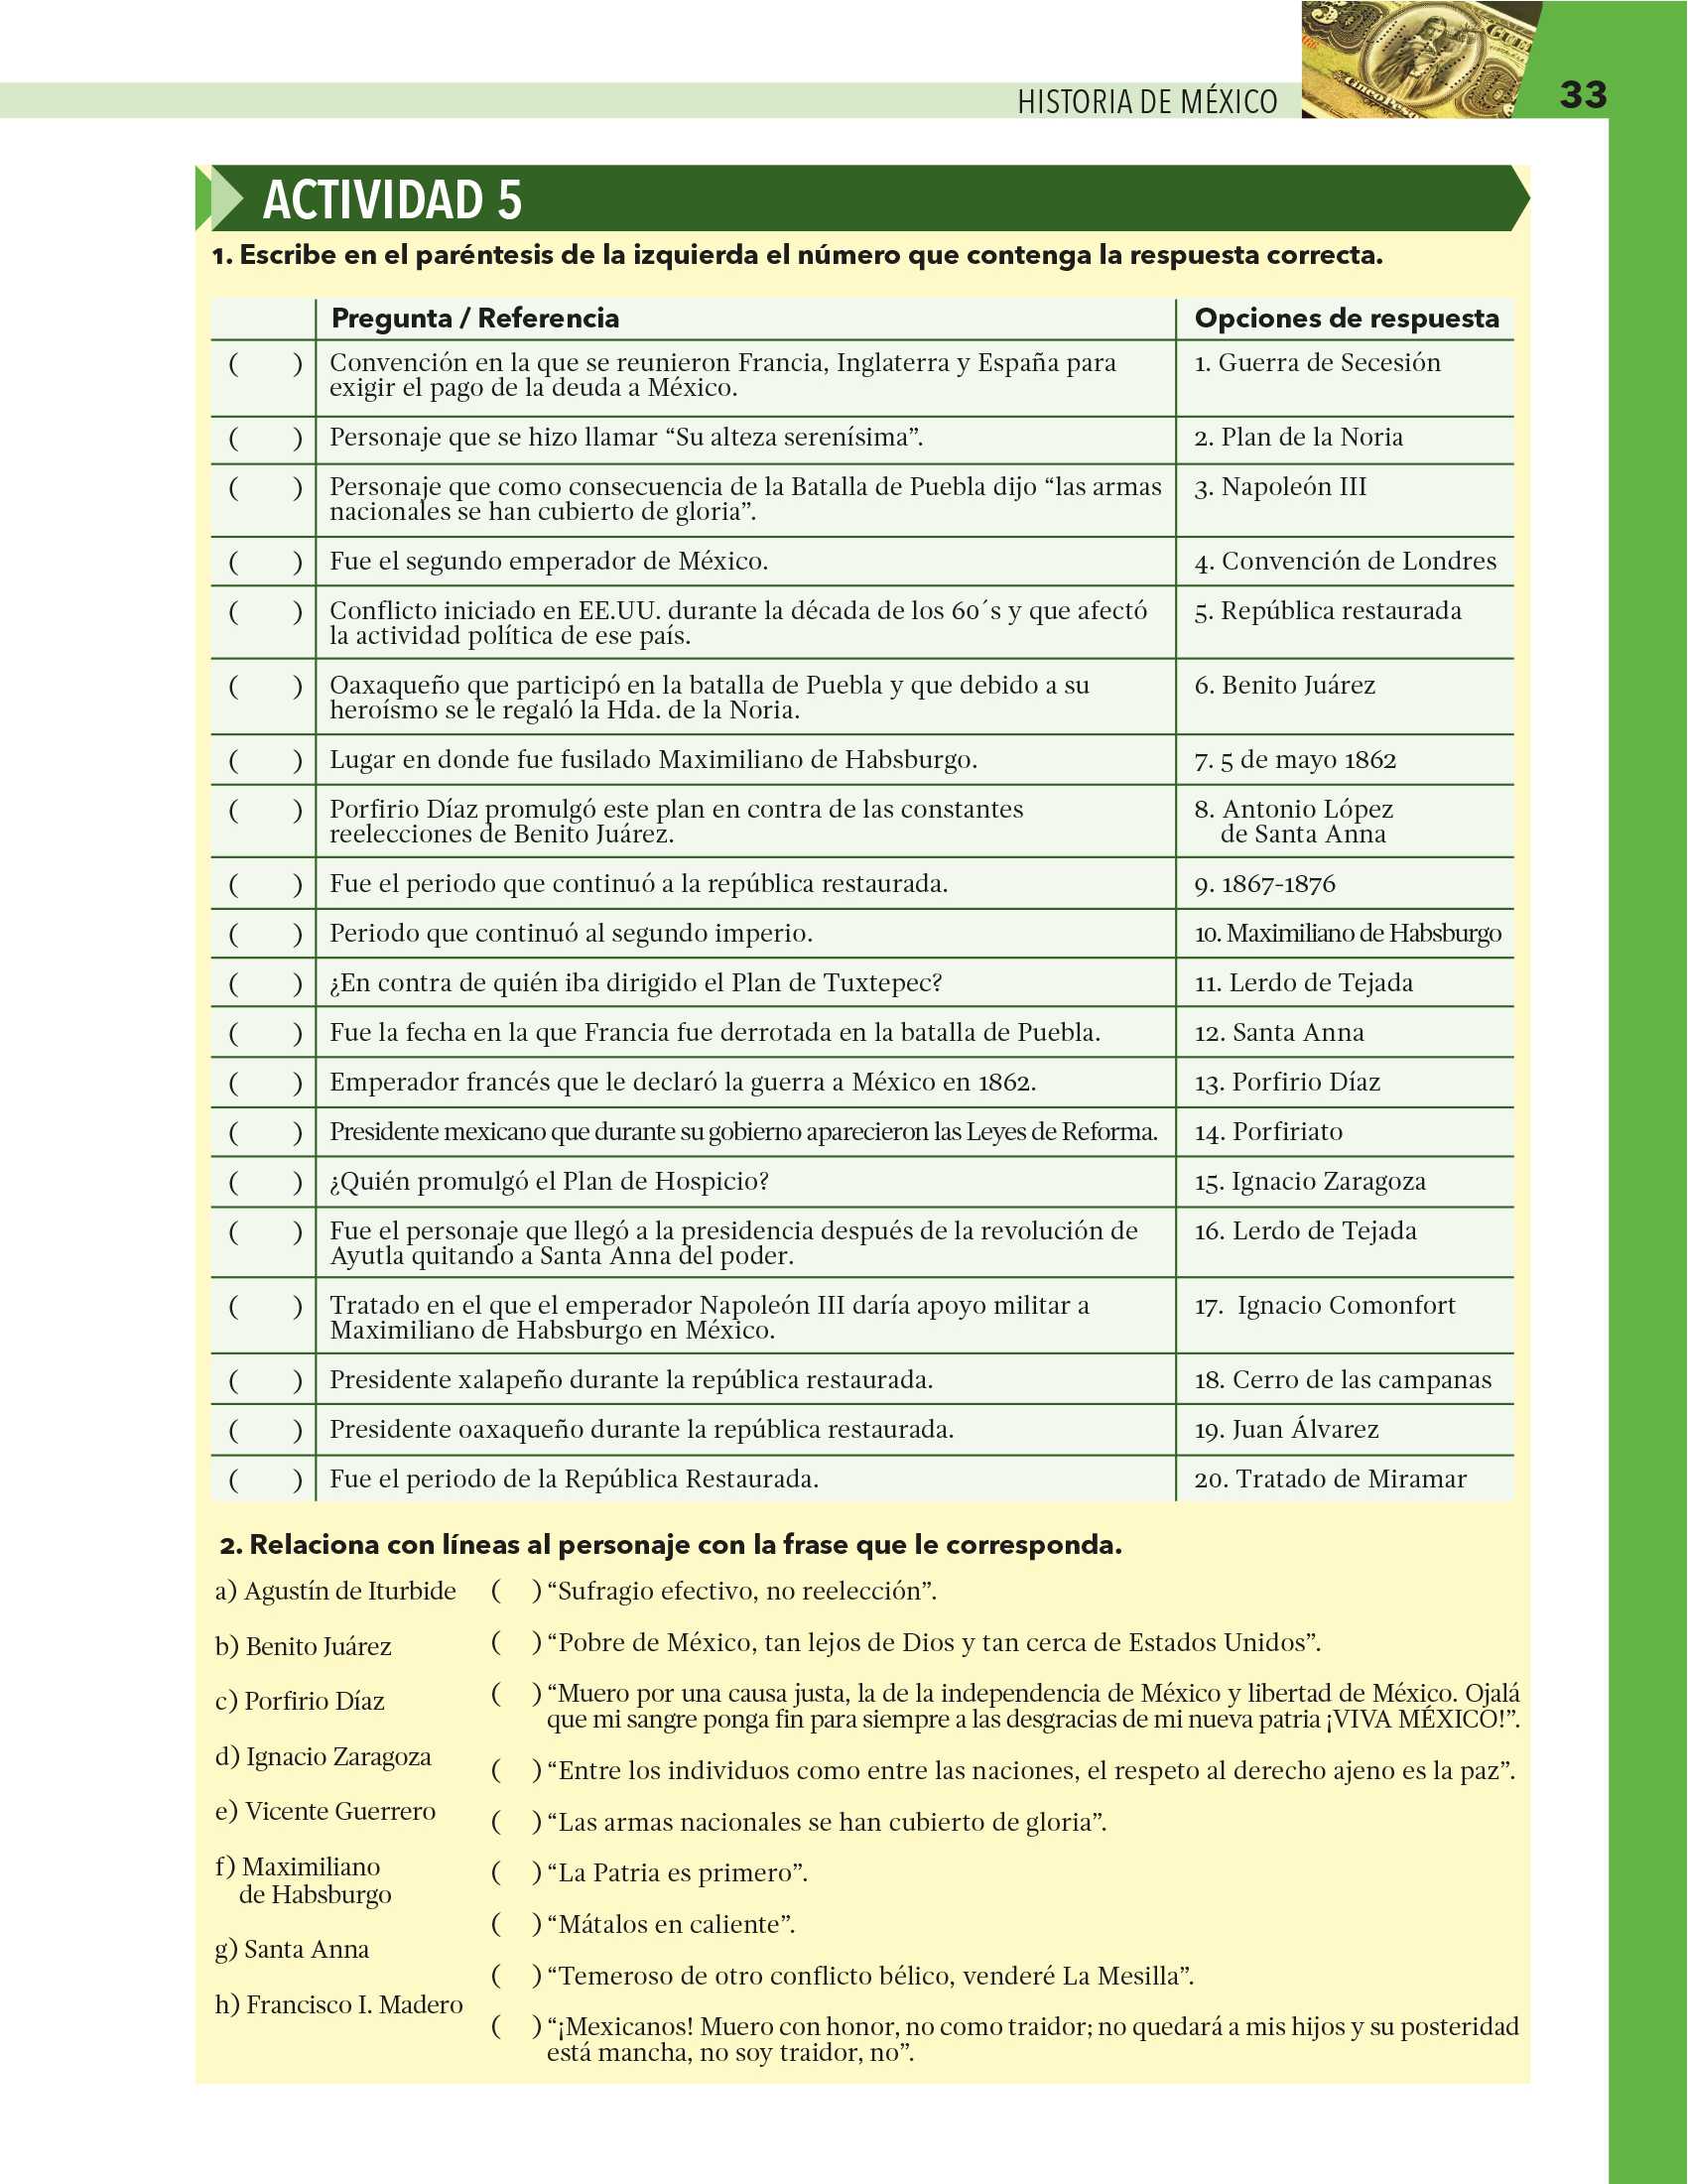 HISTORIA DE MÉXICO
33
ACTIVIDAD 5
1. Escribe en el paréntesis de la izquierda el número que contenga la respuesta correcta.
Pregunta / Referencia Opciones de respuesta
( ) Convención en la que se reunieron Francia, Inglaterra y España para 1. Guerra de Secesión
exigir el pago de la deuda a México.
( ) Personaje que se hizo llamar “Su alteza serenísima”. 2. Plan de la Noria
( ) Personaje que como consecuencia de la Batalla de Puebla dijo “las armas 3. Napoleón III
nacionales se han cubierto de gloria”.
( ) Fue el segundo emperador de México. 4. Convención de Londres
( ) Conflicto iniciado en EE.UU. durante la década de los 60´s y que afectó 5. República restaurada
la actividad política de ese país.
( ) Oaxaqueño que participó en la batalla de Puebla y que debido a su 6. Benito Juárez
heroísmo se le regaló la Hda. de la Noria.
( ) Lugar en donde fue fusilado Maximiliano de Habsburgo. 7. 5 de mayo 1862
( ) Porfirio Díaz promulgó este plan en contra de las constantes 8. Antonio López
reelecciones de Benito Juárez. de Santa Anna
( ) Fue el periodo que continuó a la república restaurada. 9. 1867-1876
( ) Periodo que continuó al segundo imperio. 10. Maximiliano de Habsburgo
( ) ¿En contra de quién iba dirigido el Plan de Tuxtepec? 11. Lerdo de Tejada
( ) Fue la fecha en la que Francia fue derrotada en la batalla de Puebla. 12. Santa Anna
( ) Emperador francés que le declaró la guerra a México en 1862. 13. Porfirio Díaz
( ) Presidente mexicano que durante su gobierno aparecieron las Leyes de Reforma. 14. Porfiriato
( ) ¿Quién promulgó el Plan de Hospicio? 15. Ignacio Zaragoza
( ) Fue el personaje que llegó a la presidencia después de la revolución de 16. Lerdo de Tejada
Ayutla quitando a Santa Anna del poder.
( ) Tratado en el que el emperador Napoleón III daría apoyo militar a 17. Ignacio Comonfort
Maximiliano de Habsburgo en México.
( ) Presidente xalapeño durante la república restaurada. 18. Cerro de las campanas
( ) Presidente oaxaqueño durante la república restaurada. 19. Juan Álvarez
( ) Fue el periodo de la República Restaurada. 20. Tratado de Miramar
2. Relaciona con líneas al personaje con la frase que le corresponda.
a) Agustín de Iturbide
b) Benito Juárez
c) Porfirio Díaz
d) Ignacio Zaragoza
e) Vicente Guerrero
f) Maximiliano
de Habsburgo
g) Santa Anna
h) Francisco I. Madero
( ) “Sufragio efectivo, no reelección”.
( ) “Pobre de México, tan lejos de Dios y tan cerca de Estados Unidos”.
( ) “Muero por una causa justa, la de la independencia de México y libertad de México. Ojalá
que mi sangre ponga fin para siempre a las desgracias de mi nueva patria ¡VIVA MÉXICO!”.
( ) “Entre los individuos como entre las naciones, el respeto al derecho ajeno es la paz”.
( ) “Las armas nacionales se han cubierto de gloria”.
( ) “La Patria es primero”.
( ) “Mátalos en caliente”.
( ) “Temeroso de otro conflicto bélico, venderé La Mesilla”.
( ) “¡Mexicanos! Muero con honor, no como traidor; no quedará a mis hijos y su posteridad
está mancha, no soy traidor, no”.